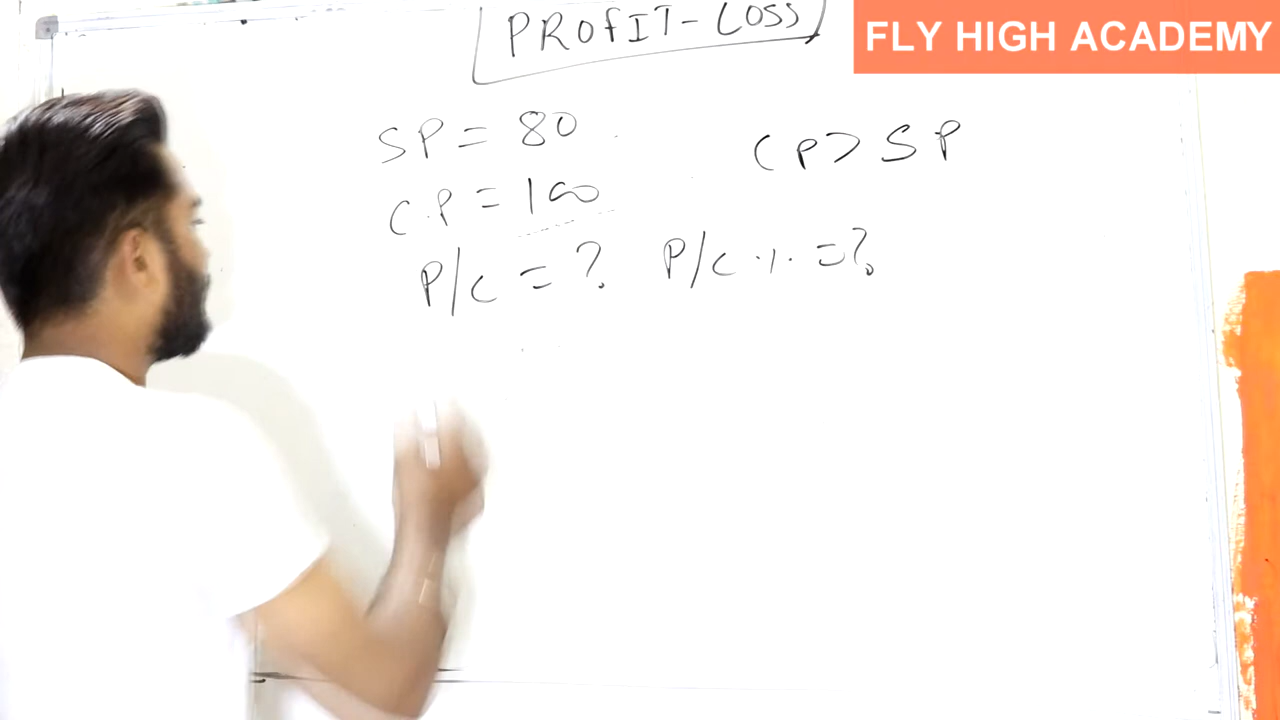 PROFIT-LOSS
FLY HIGH ACADEMY
SP = 80
CP > SP
C.P = 100
P/L = ? P/L % = ?